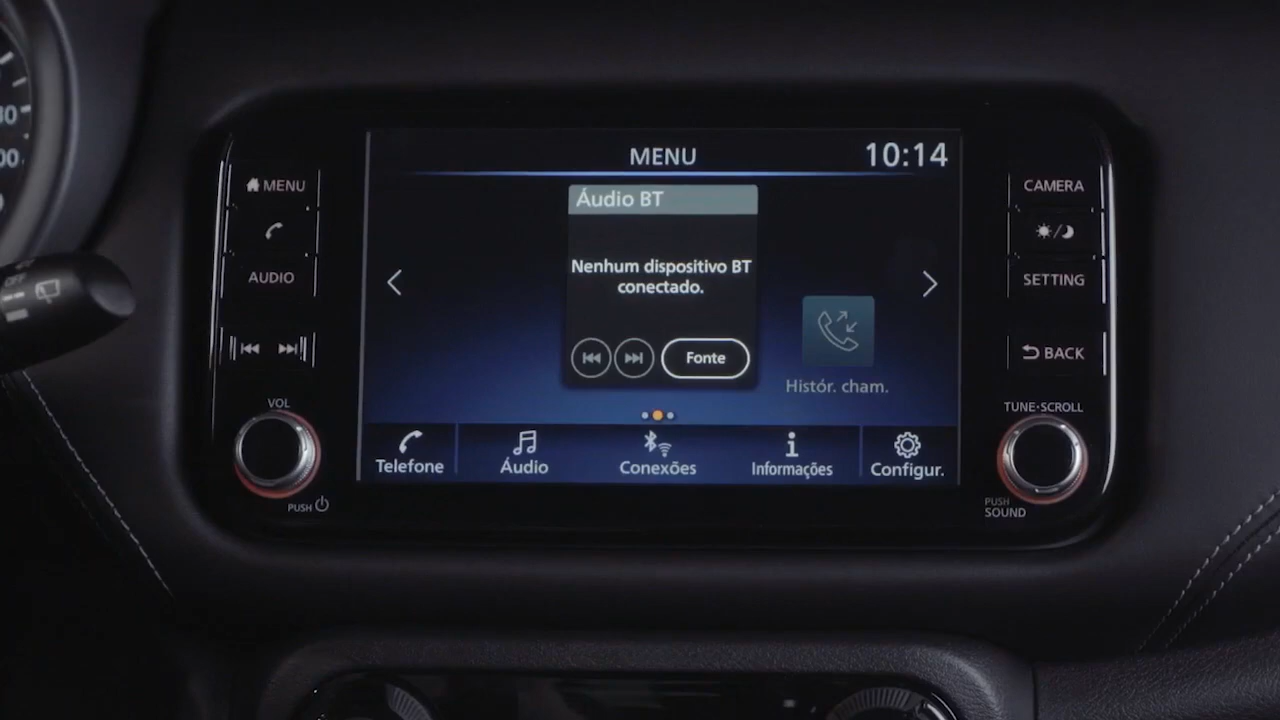 MENU 10:14
MENU
AUDIO
VOL
PUSH
Áudio BT
Nenhum dispositivo BT
conectado.
Fonte
Histór. cham.
Telefone
Áudio
Conexões
Informações
Configur.
CAMERA
SETTING
BACK
TUNE·SCROLL
PUSH
SOUND
OFF